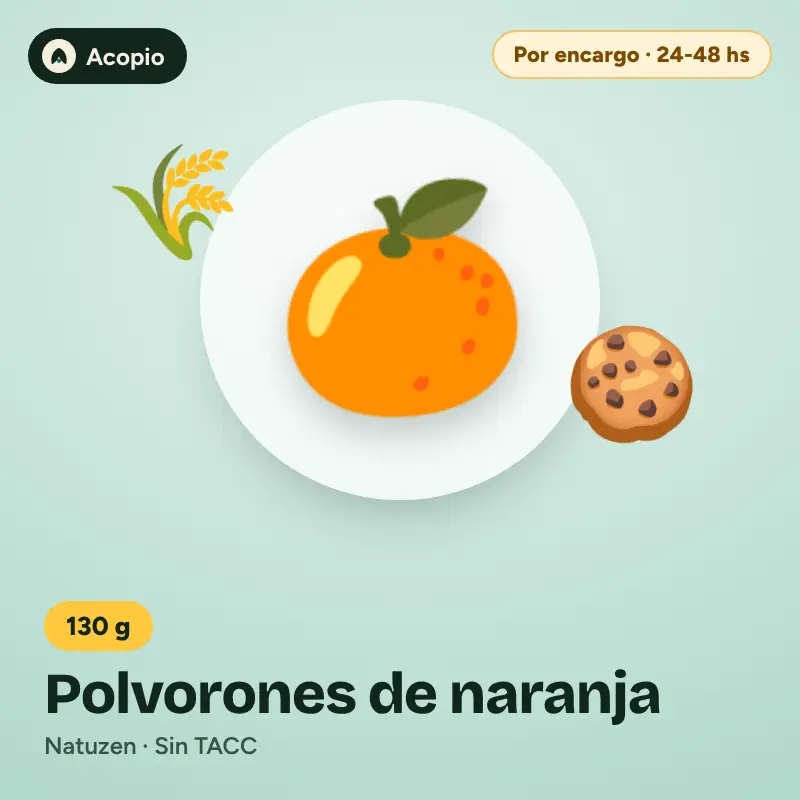 Acopio
Por encargo · 24-48 hs
130 g
Polvorones de naranja
Natuzen · Sin TACC